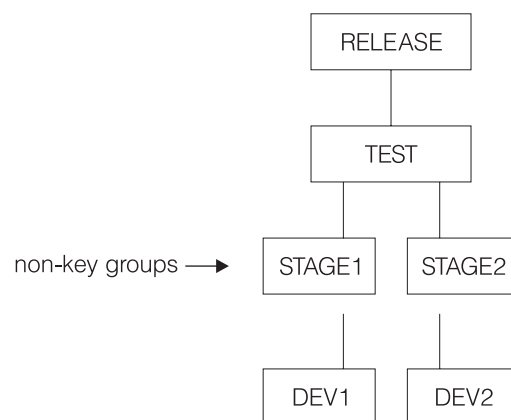 RELEASE
TEST
non-key groups
STAGE1
STAGE2
DEV1
DEV2